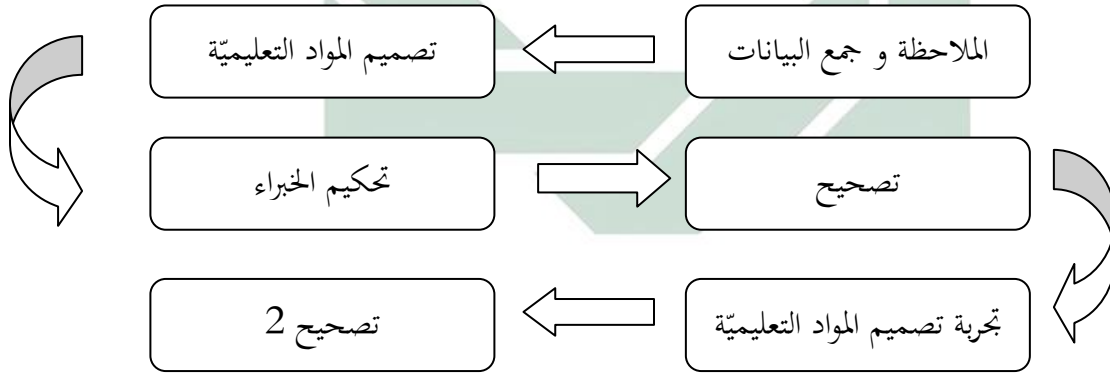 الملاحظة و جمع البيانات
تصميم المواد التعليميّة
تحكيم الخبراء
تصحيح
تجربة تصميم المواد التعليميّة
تصحيح 2